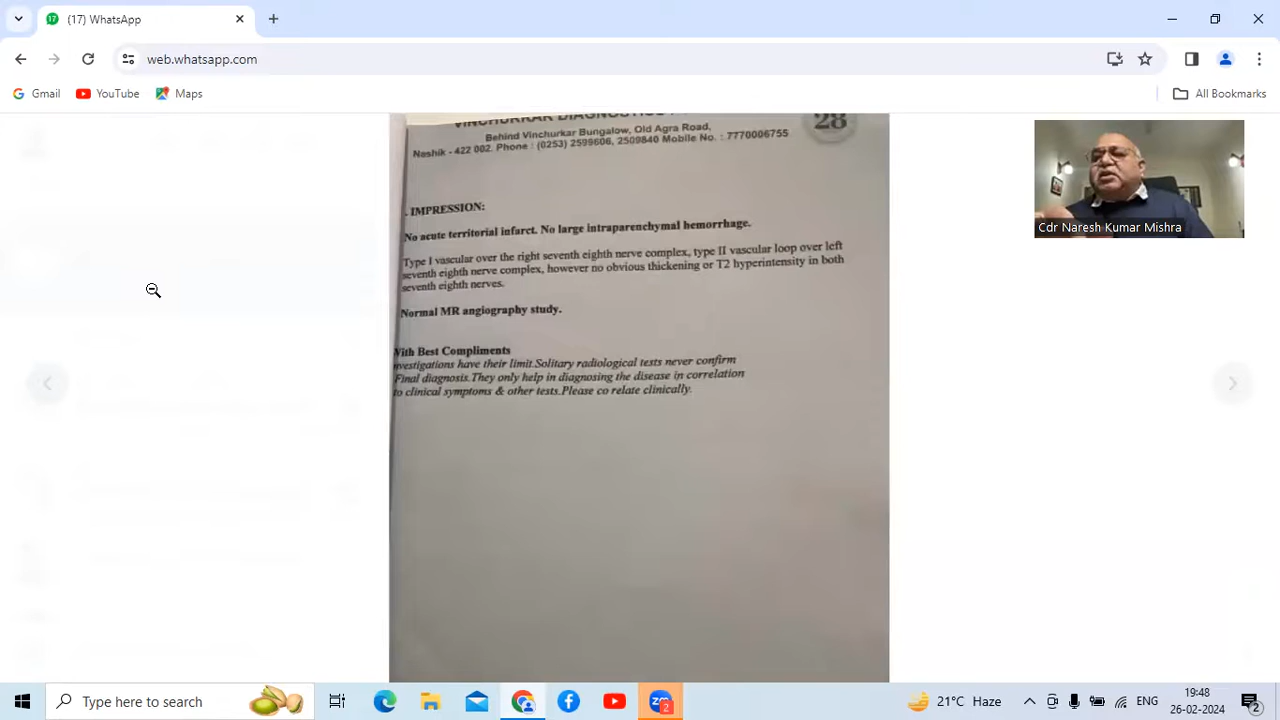 (17) WhatsApp
web.whatsapp.com
Gmail
YouTube
Maps
All Bookmarks
VINCHURKAR DIAGNOSTICS
28
Behind Vinchurkar Bungalow, Old Agra Road,
Nashik - 422 002. Phone : (0253) 2599606, 2509840 Mobile No. : 7770006755
. IMPRESSION:
No acute territorial infarct. No large intraparenchymal hemorrhage.
Type I vascular over the right seventh eighth nerve complex, type II vascular loop over left
seventh eighth nerve complex, however no obvious thickening or T2 hyperintensity in both
seventh eighth nerves.
Normal MR angiography study.
With Best Compliments
nvestigations have their limit.Solitary radiological tests never confirm
Final diagnosis.They only help in diagnosing the disease in correlation
to clinical symptoms & other tests.Please co relate clinically.
Cdr Naresh Kumar Mishra
Type here to search
zm
2
21°C Haze
ENG
19:48
26-02-2024
2